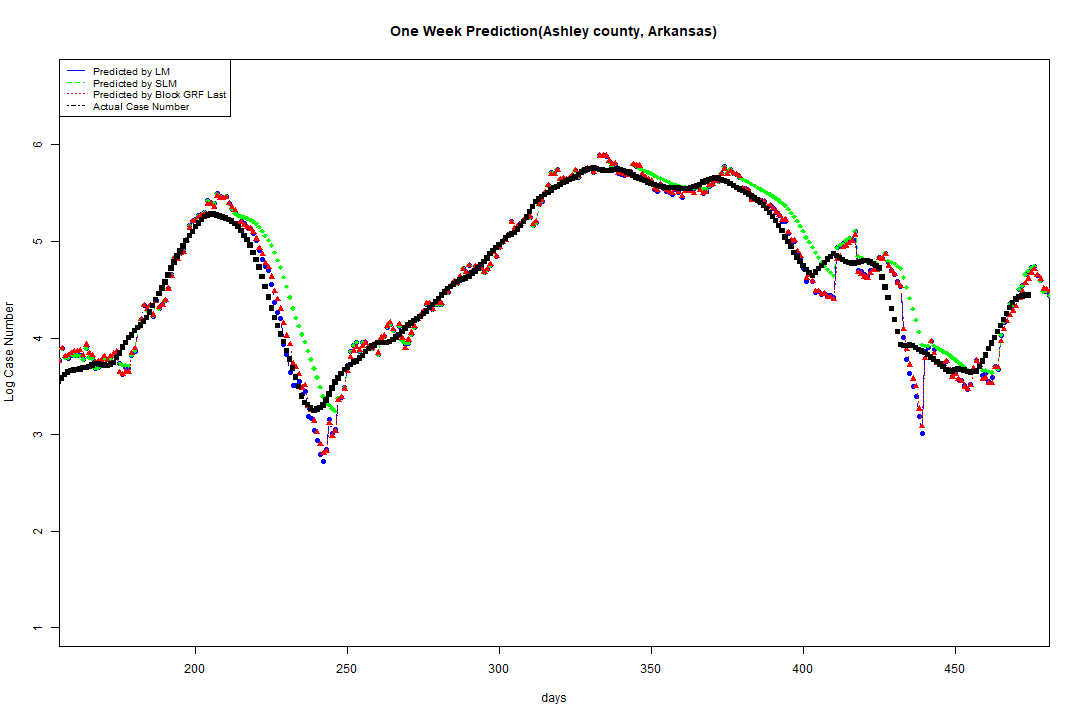 One Week Prediction(Ashley county, Arkansas)
Predicted by LM
Predicted by SLM
Predicted by Block GRF Last
Actual Case Number
Log Case Number
6
5
4
3
2
1
200 250 300 350 400 450
days